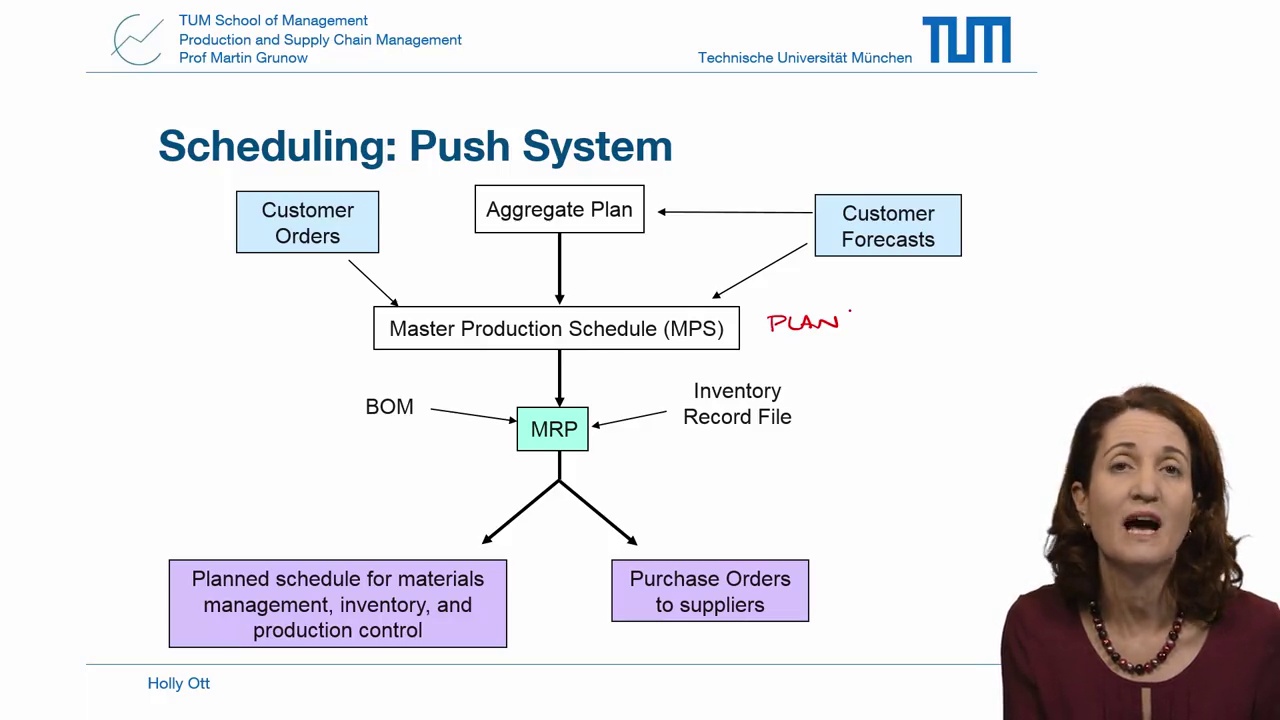 TUM School of Management
Production and Supply Chain Management
Prof Martin Grunow
Technische Universität München
TUM
Scheduling: Push System
Customer
Orders
Aggregate Plan
Customer
Forecasts
Master Production Schedule (MPS)
PLAN
BOM
Inventory
Record File
MRP
Planned schedule for materials
management, inventory, and
production control
Purchase Orders
to suppliers
Holly Ott